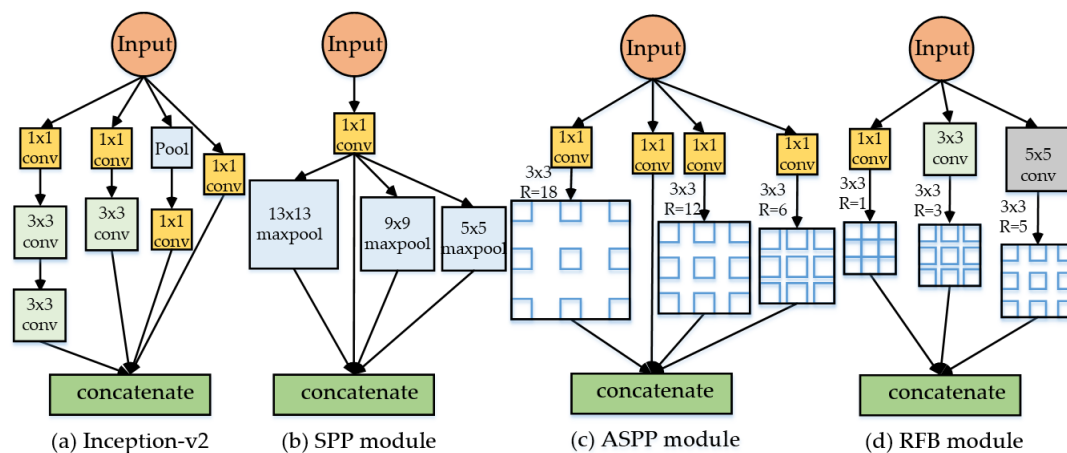 Input
1x1
conv
3x3
conv
3x3
conv
1x1
conv
3x3
conv
Pool
1x1
conv
1x1
conv
concatenate
(a) Inception-v2
Input
1x1
conv
13x13
maxpool
9x9
maxpool
5x5
maxpool
concatenate
(b) SPP module
Input
1x1
conv
3x3
R=18
1x1
conv
1x1
conv
3x3
R=12
1x1
conv
3x3
R=6
concatenate
(c) ASPP module
Input
1x1
conv
3x3
R=1
3x3
conv
3x3
R=3
5x5
conv
3x3
R=5
concatenate
(d) RFB module